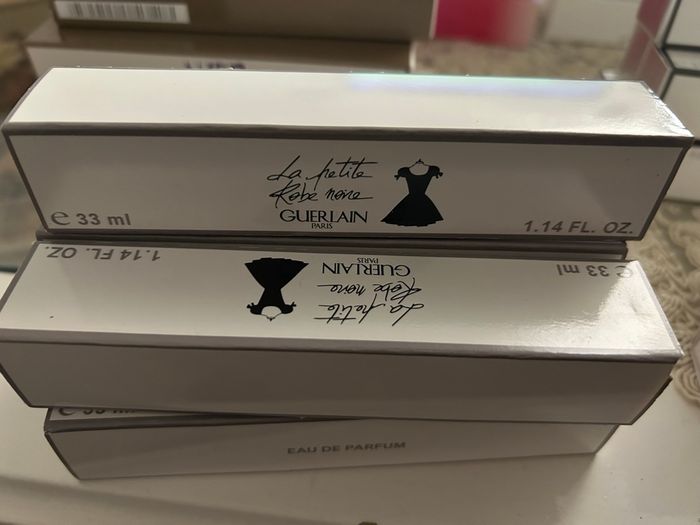 La petite
Robe noire
GUERLAIN
PARIS
e 33 ml
1.14 FL. OZ.
1.14 FL. OZ.
La petite
Robe noire
GUERLAIN
PARIS
e 33 ml
EAU DE PARFUM